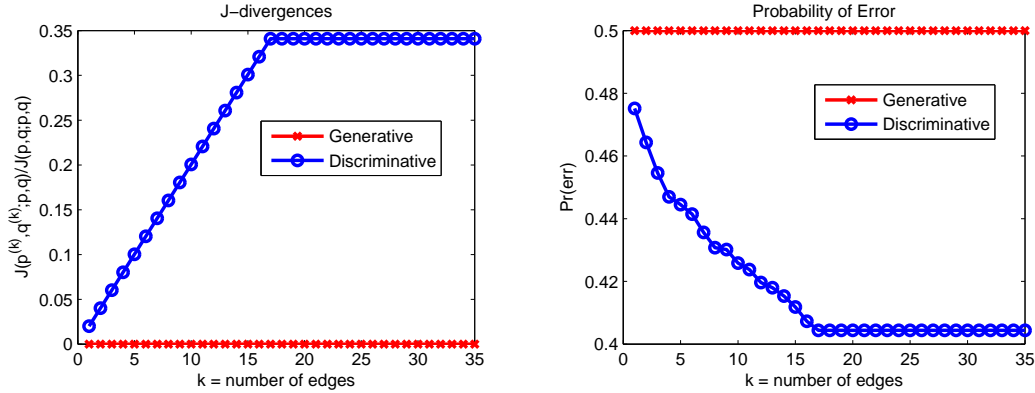 J−divergences
0.35
0.3
0.25
0.2
0.15
0.1
0.05
0
J(p^(k),q^(k);p,q)/J(p,q;p,q)
Generative
Discriminative
0 5 10 15 20 25 30 35
k = number of edges
Probability of Error
0.5
0.48
0.46
0.44
0.42
0.4
Pr(err)
Generative
Discriminative
0 5 10 15 20 25 30 35
k = number of edges